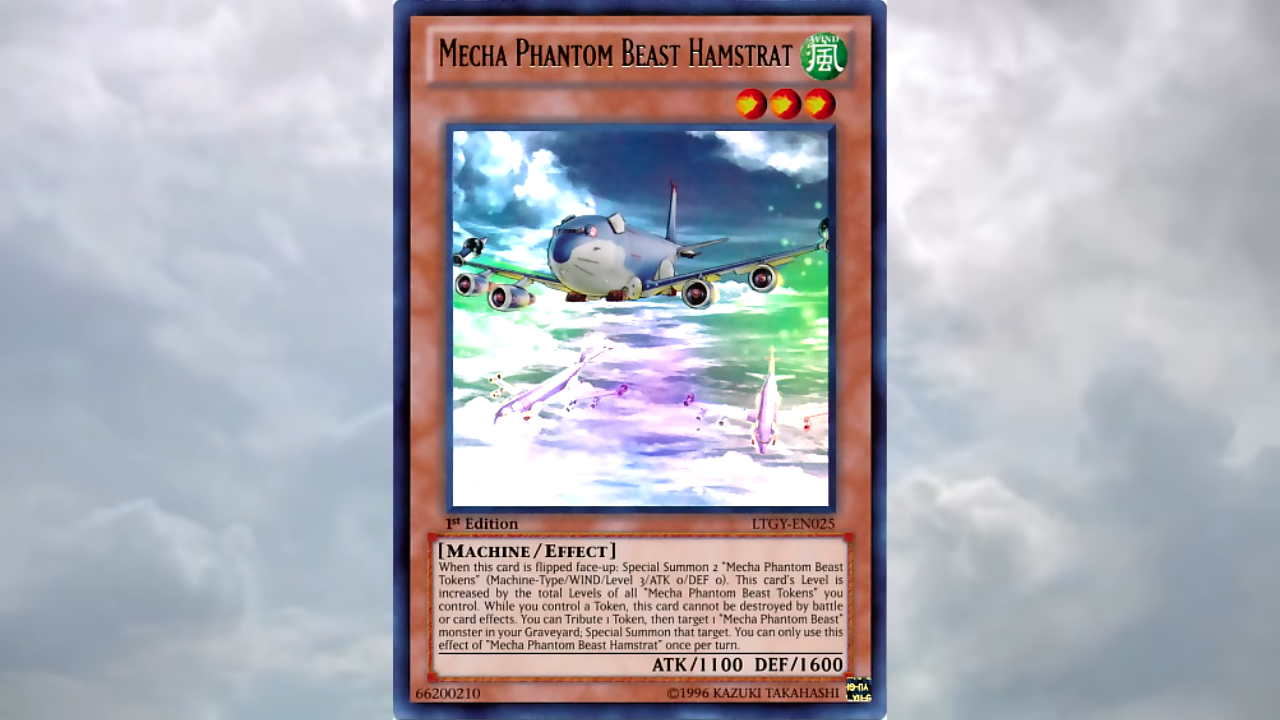 Mecha Phantom Beast Hamstrat
WIND
風
1st Edition
LTGY-EN025
[Machine/Effect]
When this card is flipped face-up: Special Summon 2 "Mecha Phantom Beast
Tokens" (Machine-Type/WIND/Level 3/ATK 0/DEF 0). This card's Level is
increased by the total Levels of all "Mecha Phantom Beast Tokens" you
control. While you control a Token, this card cannot be destroyed by battle
or card effects. You can Tribute 1 Token, then target 1 "Mecha Phantom Beast"
monster in your Graveyard; Special Summon that target. You can only use this
effect of "Mecha Phantom Beast Hamstrat" once per turn.
ATK/1100 DEF/1600
66200210
©1996 KAZUKI TAKAHASHI